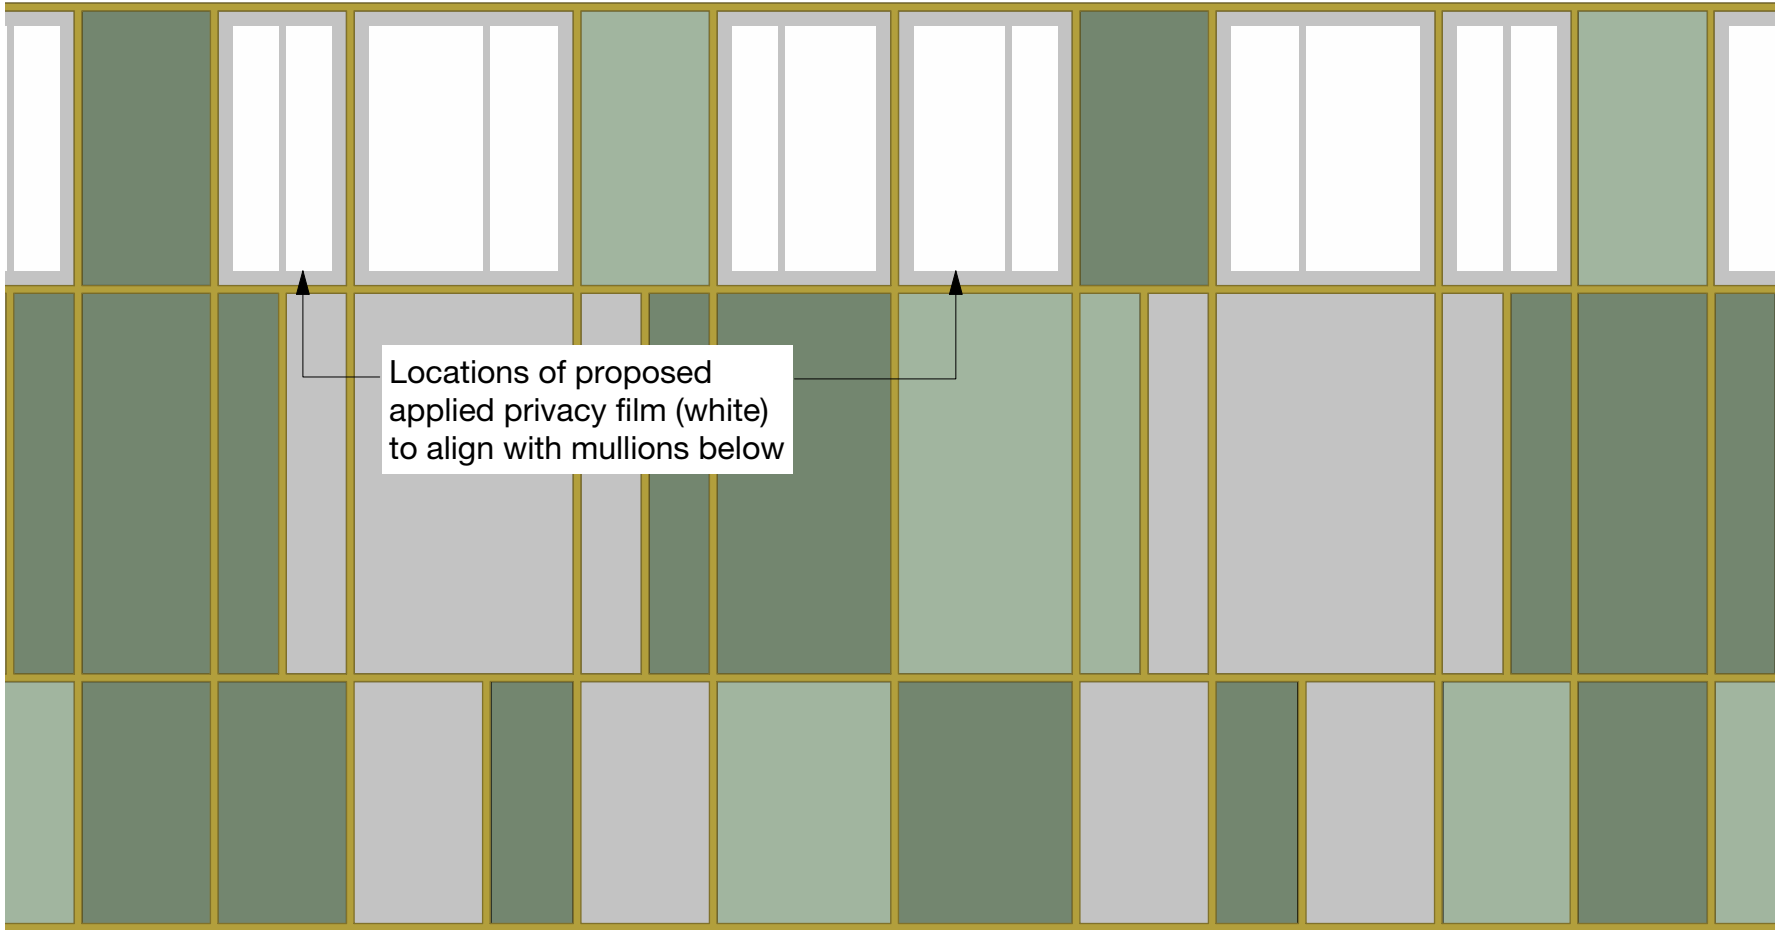 Locations of proposed
applied privacy film (white)
to align with mullions below